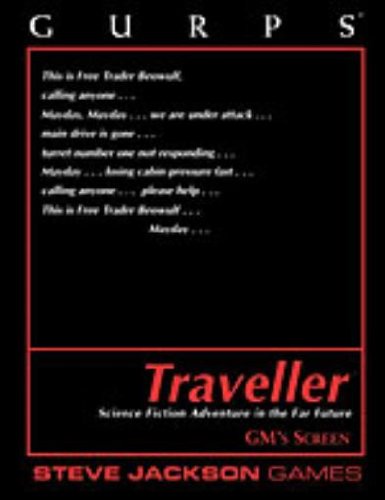 GURPS
This is Free Trader Beowulf,
calling anyone . . .
Mayday, Mayday . . . we are under attack . . .
main drive is gone . . .
turret number one not responding . . .
Mayday . . . losing cabin pressure fast . . .
calling anyone . . . please help . . .
This is Free Trader Beowulf . . .
Mayday . . .
Traveller
Science Fiction Adventure in the Far Future
GM'S SCREEN
STEVE JACKSON GAMES